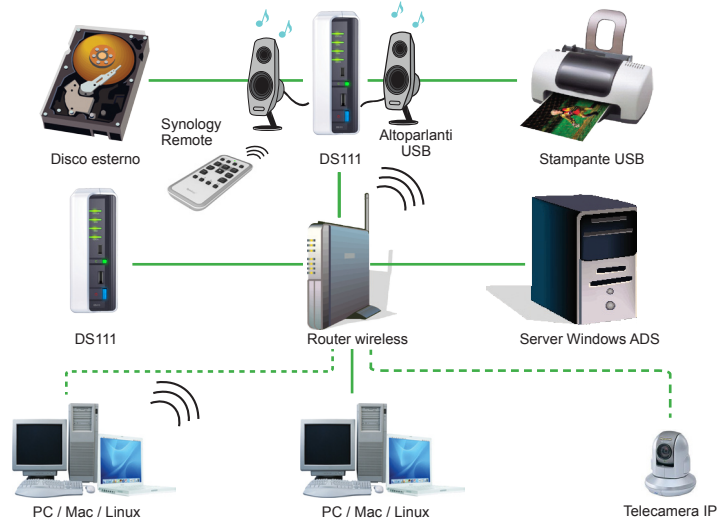 Synology
Remote
Altoparlanti
USB
Disco esterno
DS111
Stampante USB
DS111
Router wireless
Server Windows ADS
PC / Mac / Linux
PC / Mac / Linux
Telecamera IP